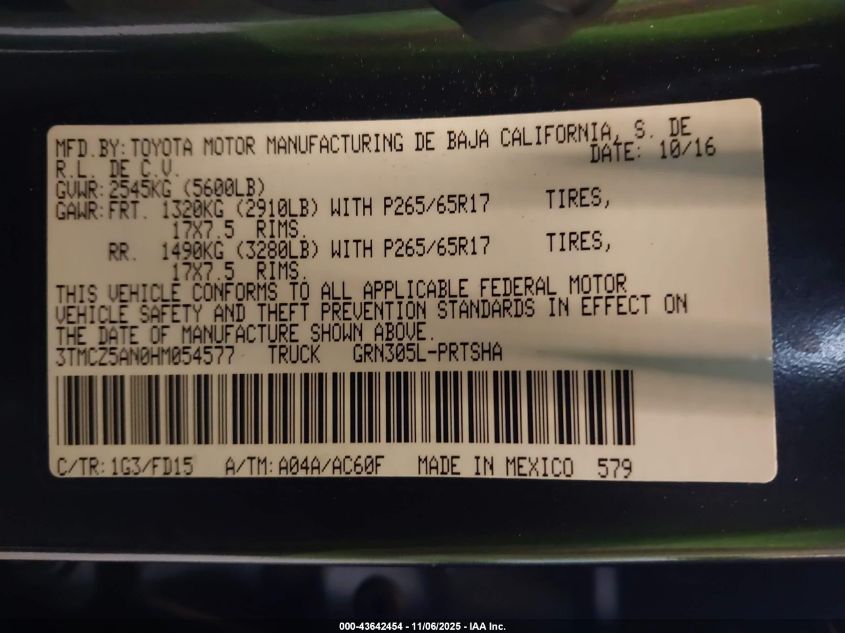 MFD.BY:TOYOTA MOTOR MANUFACTURING DE BAJA CALIFORNIA, S. DE
R.L. DE C.V. DATE: 10/16
GVWR:2545KG (5600LB)
GAWR:FRT. 1320KG (2910LB) WITH P265/65R17 TIRES,
17X7.5 RIMS.
RR. 1490KG (3280LB) WITH P265/65R17 TIRES,
17X7.5 RIMS.
THIS VEHICLE CONFORMS TO ALL APPLICABLE FEDERAL MOTOR
VEHICLE SAFETY AND THEFT PREVENTION STANDARDS IN EFFECT ON
THE DATE OF MANUFACTURE SHOWN ABOVE.
3TMCZ5AN0HM054577 TRUCK GRN305L-PRTSHA
C/TR:1G3/FD15 A/TM:A04A/AC60F MADE IN MEXICO 579
000-43642454 - 11/06/2025 - IAA Inc.